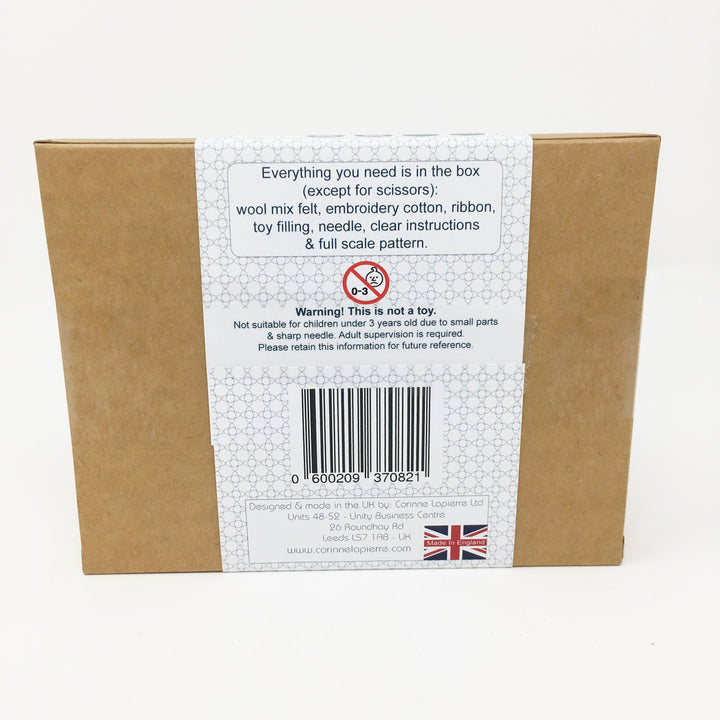 Everything you need is in the box
(except for scissors):
wool mix felt, embroidery cotton, ribbon,
toy filling, needle, clear instructions
& full scale pattern.
0-3
Warning! This is not a toy.
Not suitable for children under 3 years old due to small parts
& sharp needle. Adult supervision is required.
Please retain this information for future reference.
0 600209 370821
Designed & made in the UK by: Corinne Lapierre Ltd
Units 48-52 - Unity Business Centre
26 Roundhay Rd
Leeds LS7 1AB - UK
www.corinnelapierre.com
Made In England